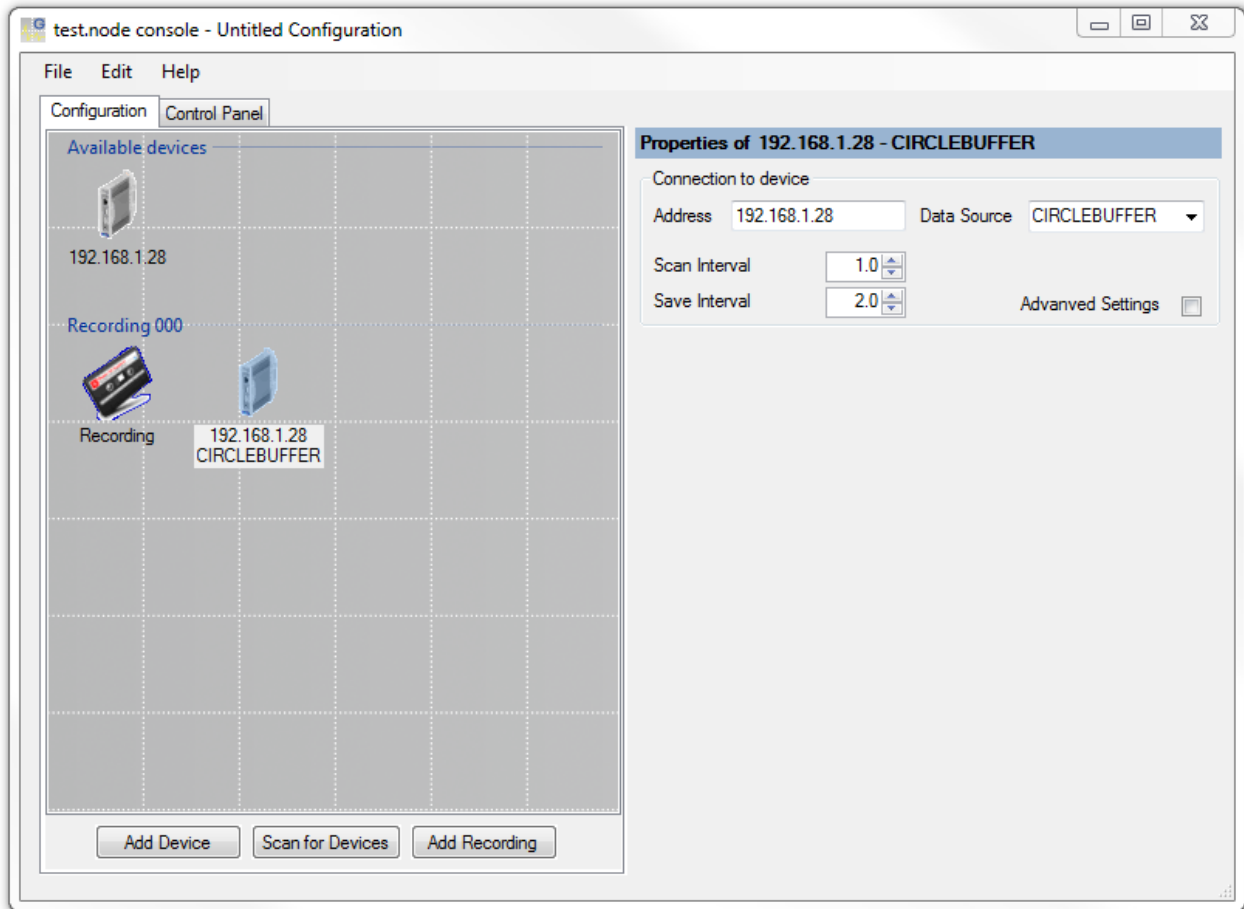 test.node console - Untitled Configuration
File Edit Help
Configuration Control Panel
Available devices
192.168.1.28
Recording 000
Recording 192.168.1.28
CIRCLEBUFFER
Add Device Scan for Devices Add Recording
Properties of 192.168.1.28 - CIRCLEBUFFER
Connection to device
Address 192.168.1.28 Data Source CIRCLEBUFFER
Scan Interval 1.0
Save Interval 2.0 Advanved Settings